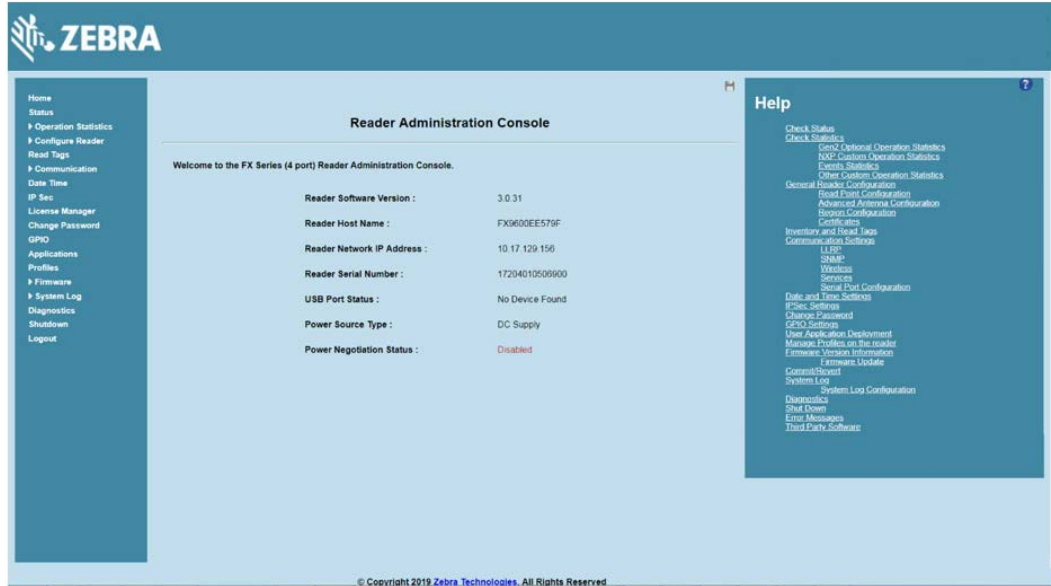 ZEBRA
Home
Status
Operation Statistics
Configure Reader
Read Tags
Communication
Date Time
IP Sec
License Manager
Change Password
GPIO
Applications
Profiles
Firmware
System Log
Diagnostics
Shutdown
Logout
Reader Administration Console
Welcome to the FX Series (4 port) Reader Administration Console.
Reader Software Version : 3.0.31
Reader Host Name : FX9600EE579F
Reader Network IP Address : 10.17.129.156
Reader Serial Number : 17204010506900
USB Port Status : No Device Found
Power Source Type : DC Supply
Power Negotiation Status : Disabled
?
Help
Check Status
Check Statistics
Gen2 Optional Operation Statistics
NXP Custom Operation Statistics
Events Statistics
Other Custom Operation Statistics
General Reader Configuration
Read Point Configuration
Advanced Antenna Configuration
Region Configuration
Certificates
Inventory and Read Tags
Communication Settings
LLRP
SNMP
Wireless
Services
Serial Port Configuration
Date and Time Settings
IPSec Settings
Change Password
GPIO Settings
User Application Deployment
Manage Profiles on the reader
Firmware Version Information
Firmware Update
Commit/Revert
System Log
System Log Configuration
Diagnostics
Shut Down
Error Messages
Third Party Software
© Copyright 2019 Zebra Technologies. All Rights Reserved